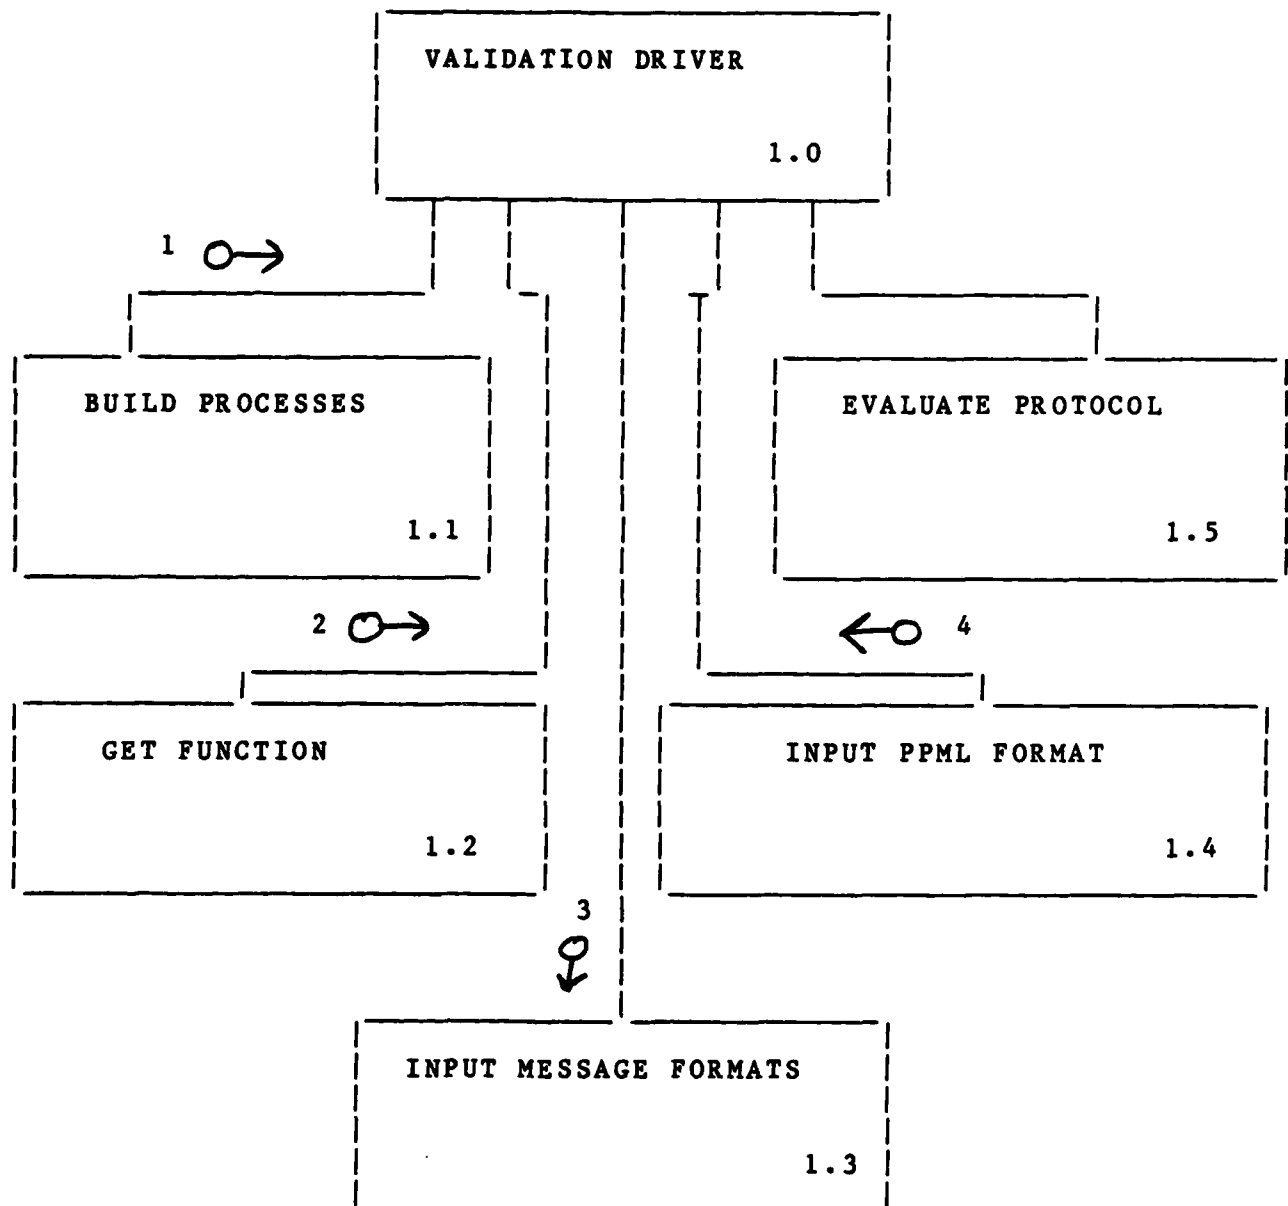 VALIDATION DRIVER
1.0
1
BUILD PROCESSES
1.1
EVALUATE PROTOCOL
1.5
2
4
GET FUNCTION
1.2
INPUT PPML FORMAT
1.4
3
INPUT MESSAGE FORMATS
1.3